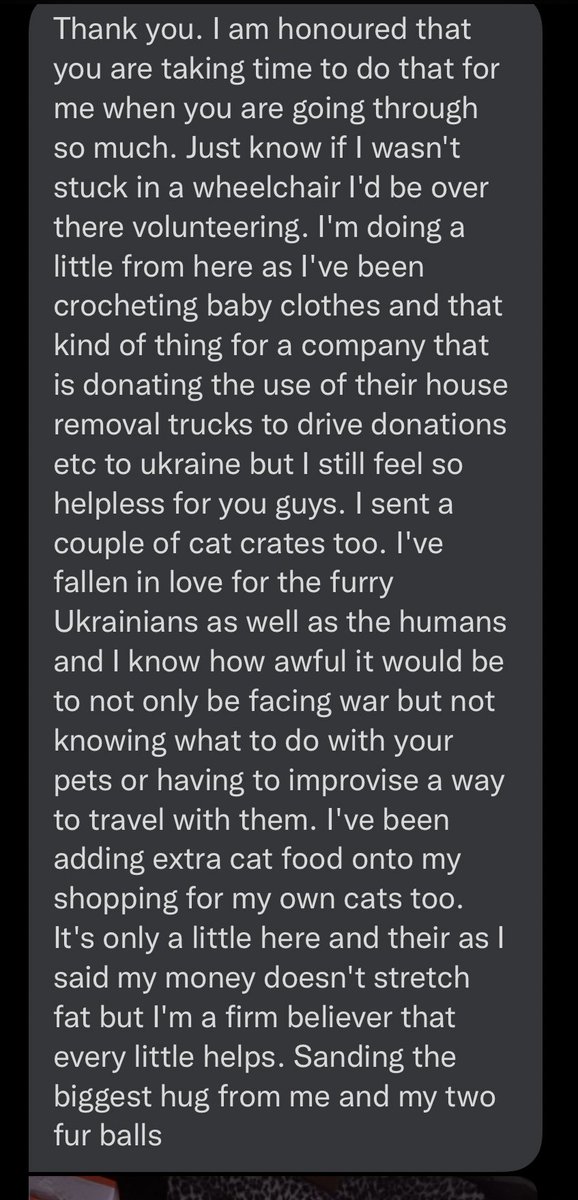 Thank you. I am honoured that
you are taking time to do that for
me when you are going through
so much. Just know if I wasn't
stuck in a wheelchair I'd be over
there volunteering. I'm doing a
little from here as I've been
crocheting baby clothes and that
kind of thing for a company that
is donating the use of their house
removal trucks to drive donations
etc to ukraine but I still feel so
helpless for you guys. I sent a
couple of cat crates too. I've
fallen in love for the furry
Ukrainians as well as the humans
and I know how awful it would be
to not only be facing war but not
knowing what to do with your
pets or having to improvise a way
to travel with them. I've been
adding extra cat food onto my
shopping for my own cats too.
It's only a little here and their as I
said my money doesn't stretch
fat but I'm a firm believer that
every little helps. Sanding the
biggest hug from me and my two
fur balls